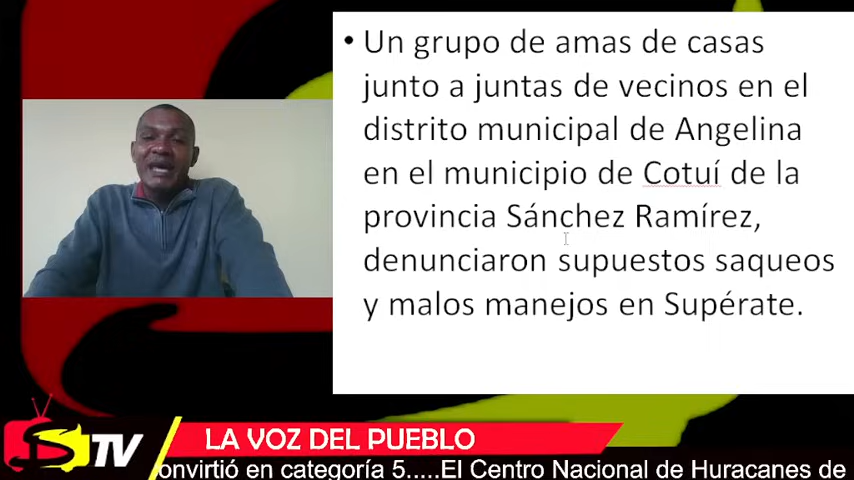 • Un grupo de amas de casas
junto a juntas de vecinos en el
distrito municipal de Angelina
en el municipio de Cotuí de la
provincia Sánchez Ramírez,
denunciaron supuestos saqueos
y malos manejos en Supérate.
STV
LA VOZ DEL PUEBLO
onvirtió en categoría 5.....El Centro Nacional de Huracanes de